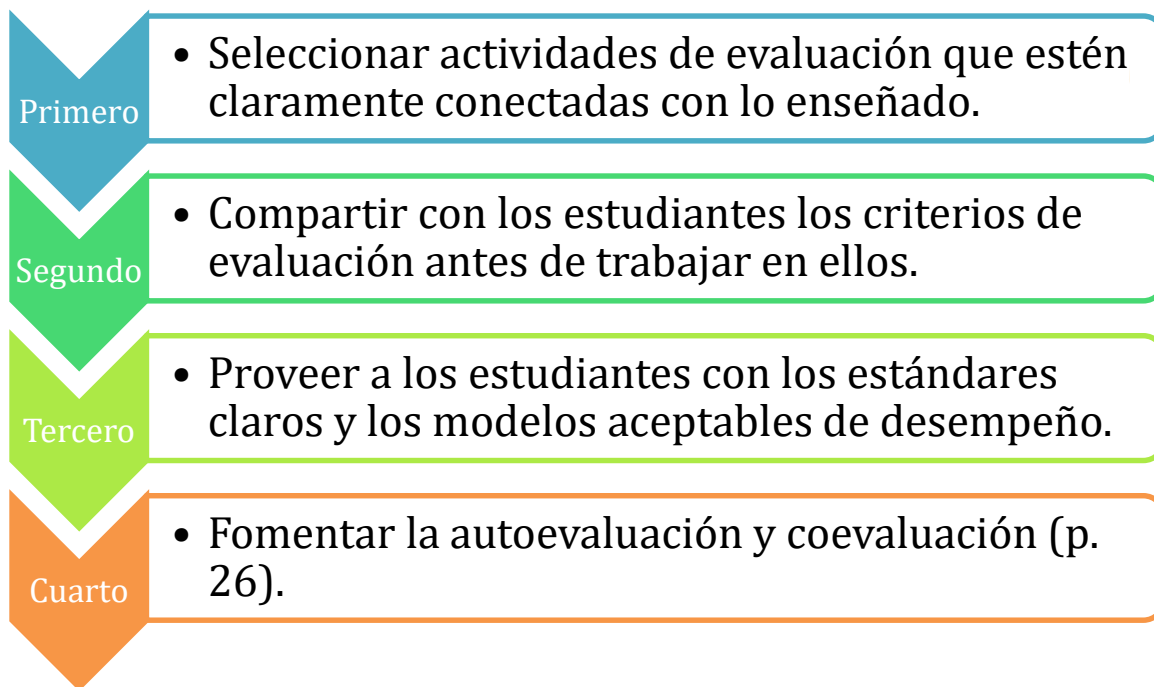 Primero
• Seleccionar actividades de evaluación que estén
claramente conectadas con lo enseñado.
Segundo
• Compartir con los estudiantes los criterios de
evaluación antes de trabajar en ellos.
Tercero
• Proveer a los estudiantes con los estándares
claros y los modelos aceptables de desempeño.
Cuarto
• Fomentar la autoevaluación y coevaluación (p.
26).